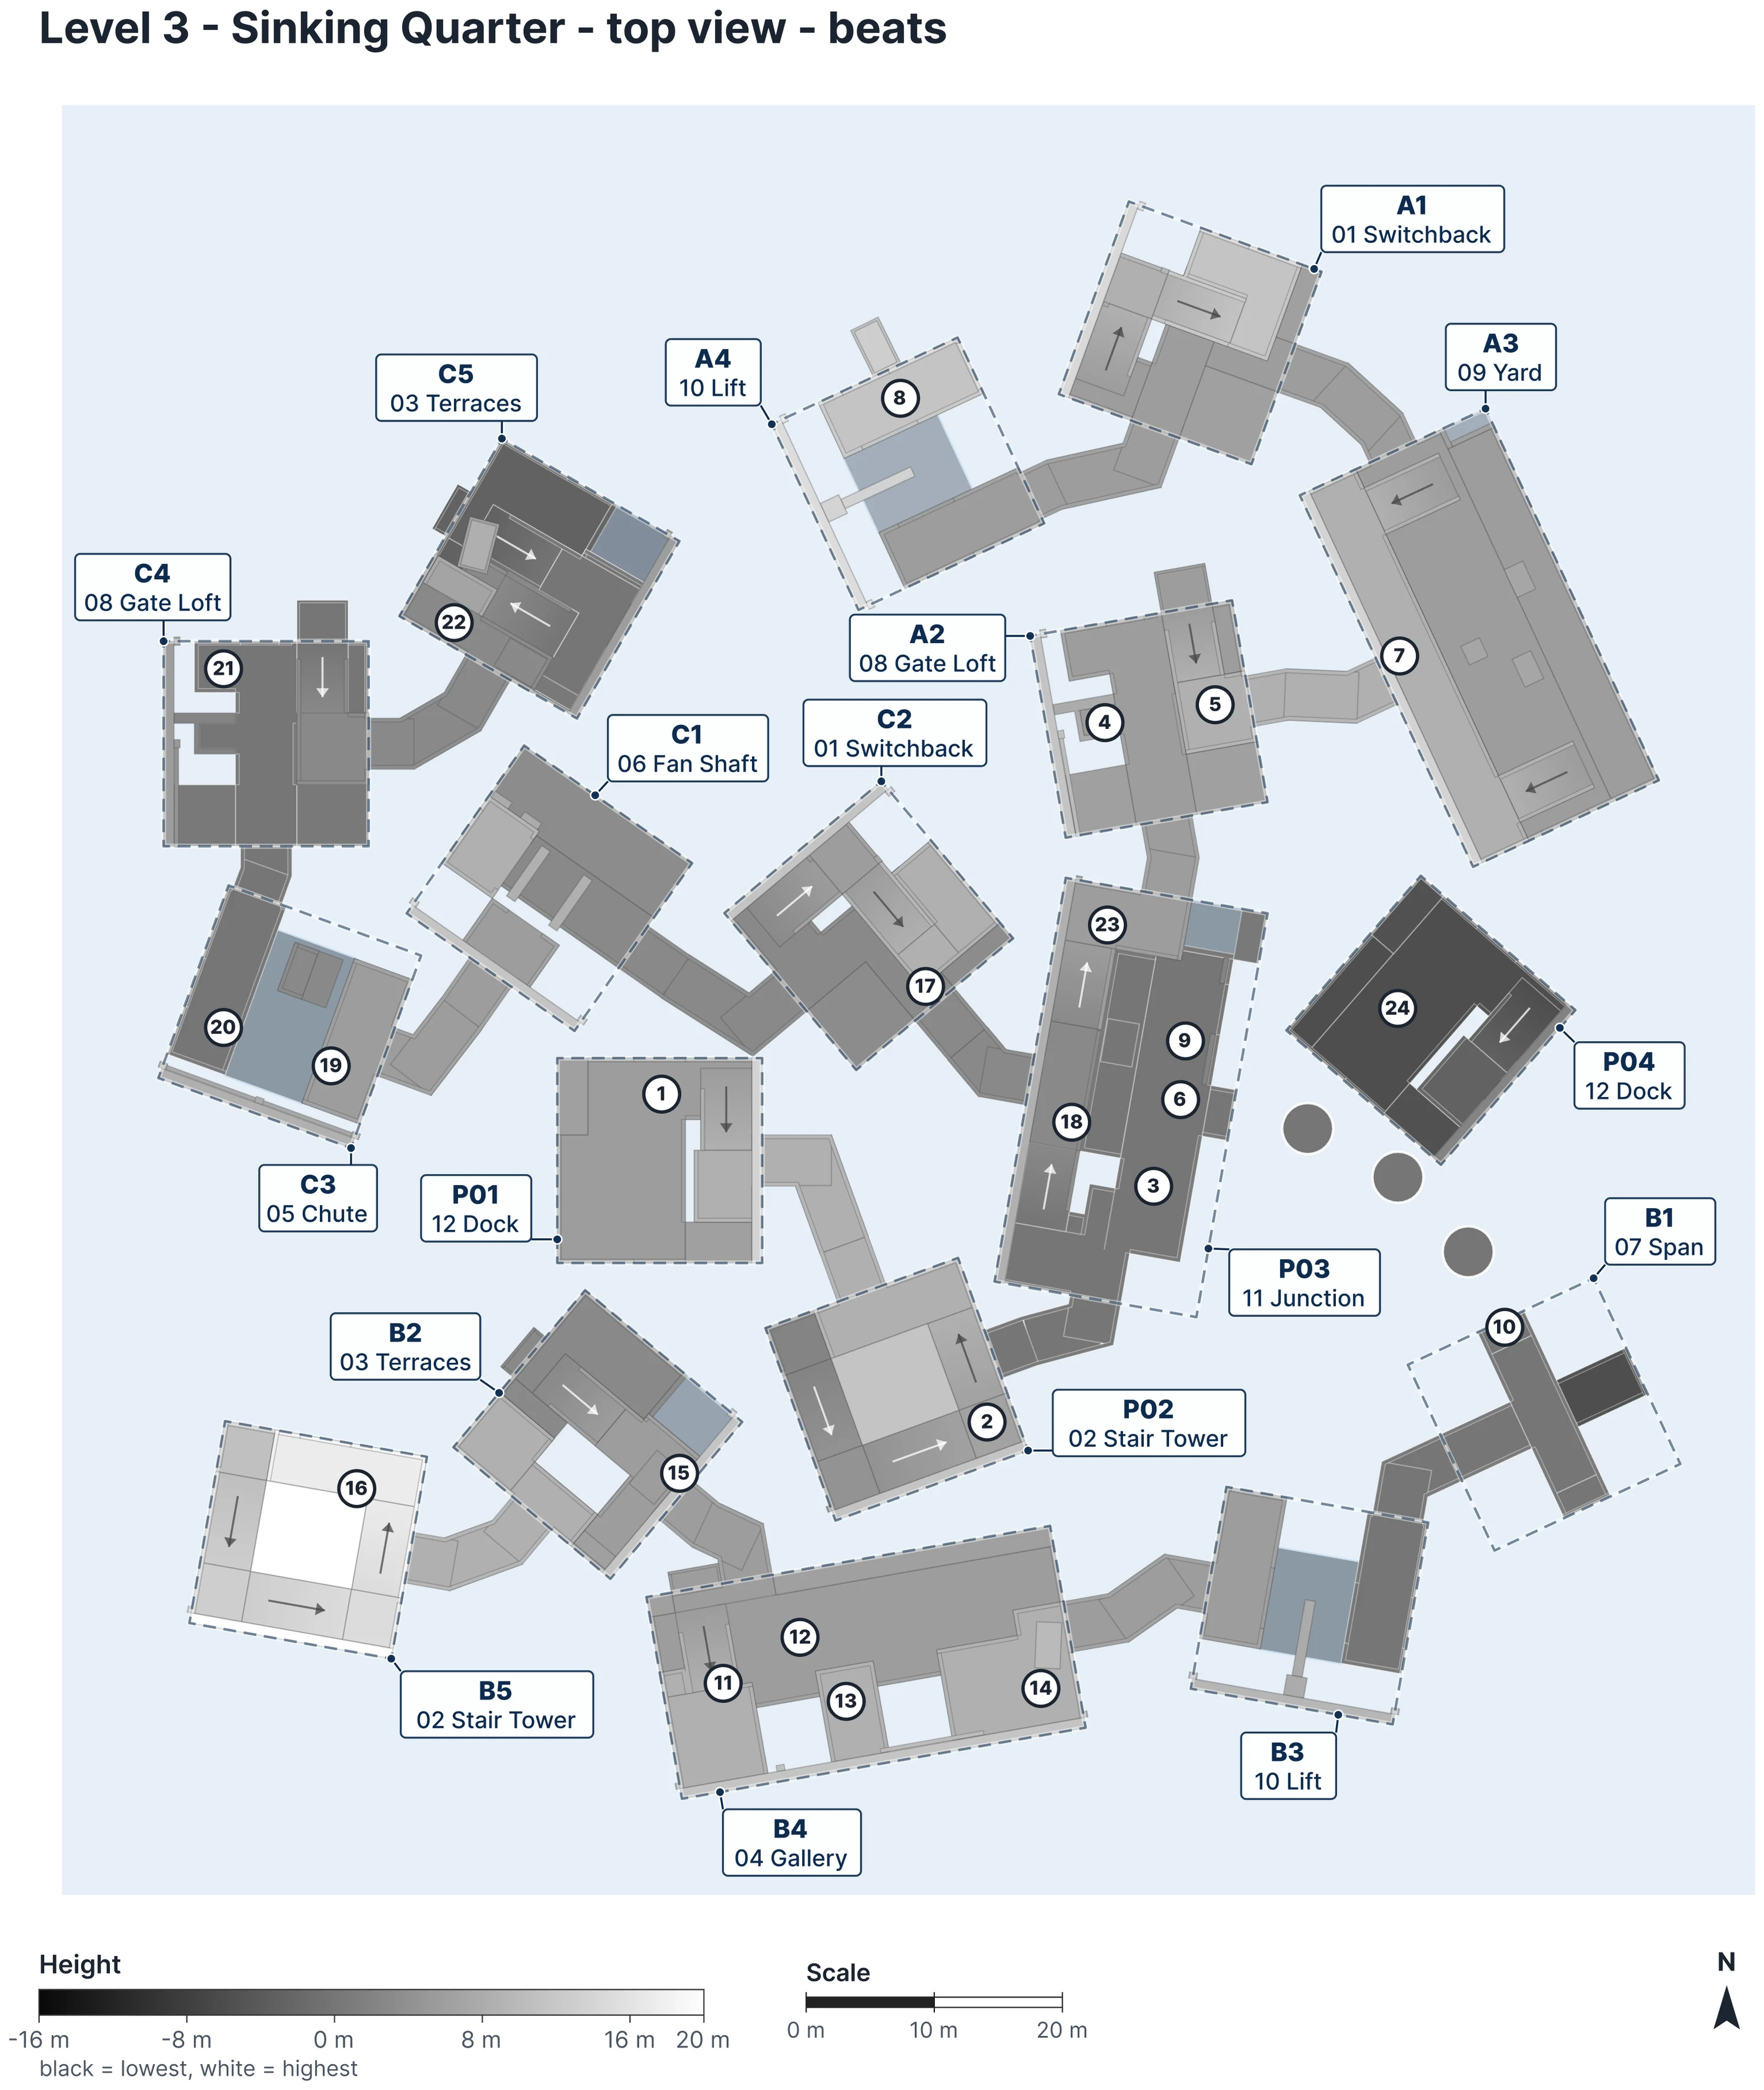 Level 3 - Sinking Quarter - top view - beats
A1
01 Switchback
A3
09 Yard
A4
10 Lift
8
C5
03 Terraces
C4
08 Gate Loft
22
21
A2
08 Gate Loft
7
5
4
C2
01 Switchback
C1
06 Fan Shaft
23
17
24
20
19
9
P04
12 Dock
1
6
18
3
C3
05 Chute
P01
12 Dock
B1
07 Span
P03
11 Junction
10
B2
03 Terraces
P02
02 Stair Tower
2
15
16
12
11
13
14
B5
02 Stair Tower
B3
10 Lift
B4
04 Gallery
Height
-16 m -8 m 0 m 8 m 16 m 20 m
black = lowest, white = highest
Scale
0 m 10 m 20 m
N